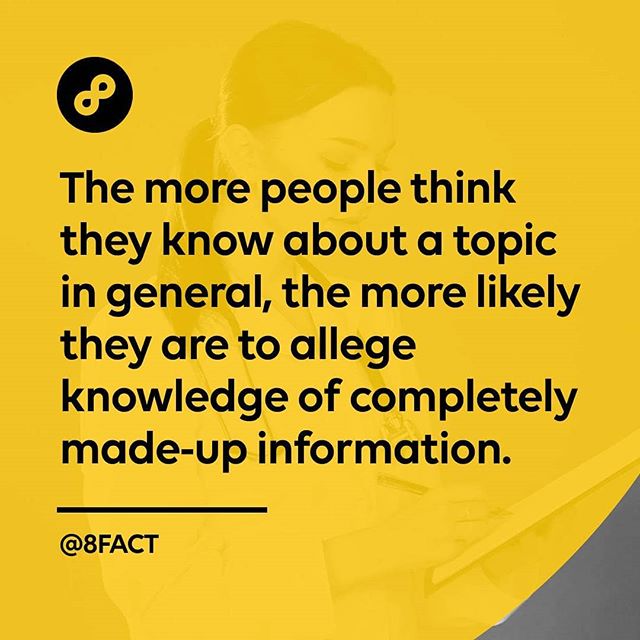 The more people think
they know about a topic
in general, the more likely
they are to allege
knowledge of completely
made-up information.
@8FACT